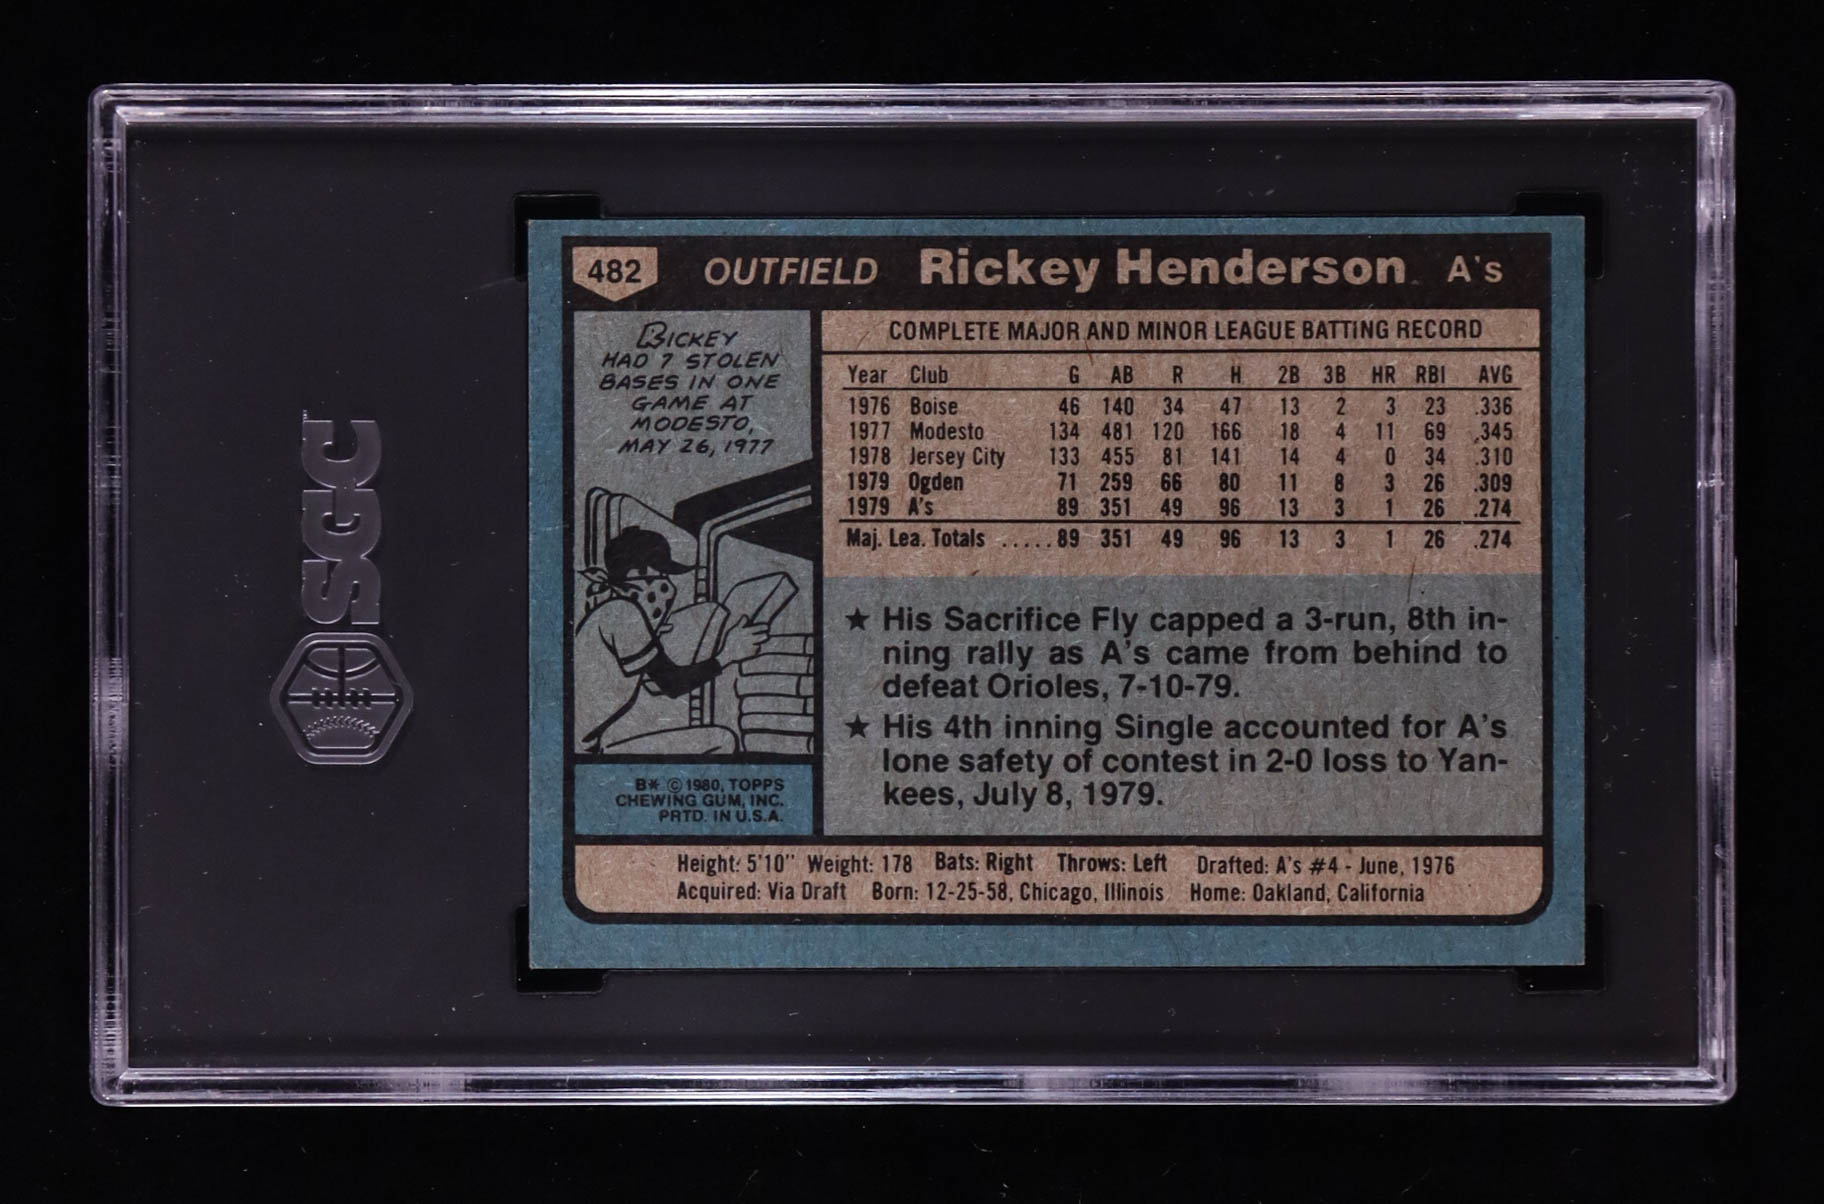 SGC
482 OUTFIELD Rickey Henderson A's
RICKEY
HAD 7 STOLEN
BASES IN ONE
GAME AT
MODESTO,
MAY 26, 1977
B* © 1980, TOPPS
CHEWING GUM, INC.
PRTD. IN U.S.A.
COMPLETE MAJOR AND MINOR LEAGUE BATTING RECORD
Year Club G AB R H 2B 3B HR RBI AVG
1976 Boise 46 140 34 47 13 2 3 23 .336
1977 Modesto 134 481 120 166 18 4 11 69 .345
1978 Jersey City 133 455 81 141 14 4 0 34 .310
1979 Ogden 71 259 66 80 11 8 3 26 .309
1979 A's 89 351 49 96 13 3 1 26 .274
Maj. Lea. Totals .....89 351 49 96 13 3 1 26 .274
★ His Sacrifice Fly capped a 3-run, 8th in-
ning rally as A's came from behind to
defeat Orioles, 7-10-79.
★ His 4th inning Single accounted for A's
lone safety of contest in 2-0 loss to Yan-
kees, July 8, 1979.
Height: 5'10" Weight: 178 Bats: Right Throws: Left Drafted: A's #4 - June, 1976
Acquired: Via Draft Born: 12-25-58, Chicago, Illinois Home: Oakland, California